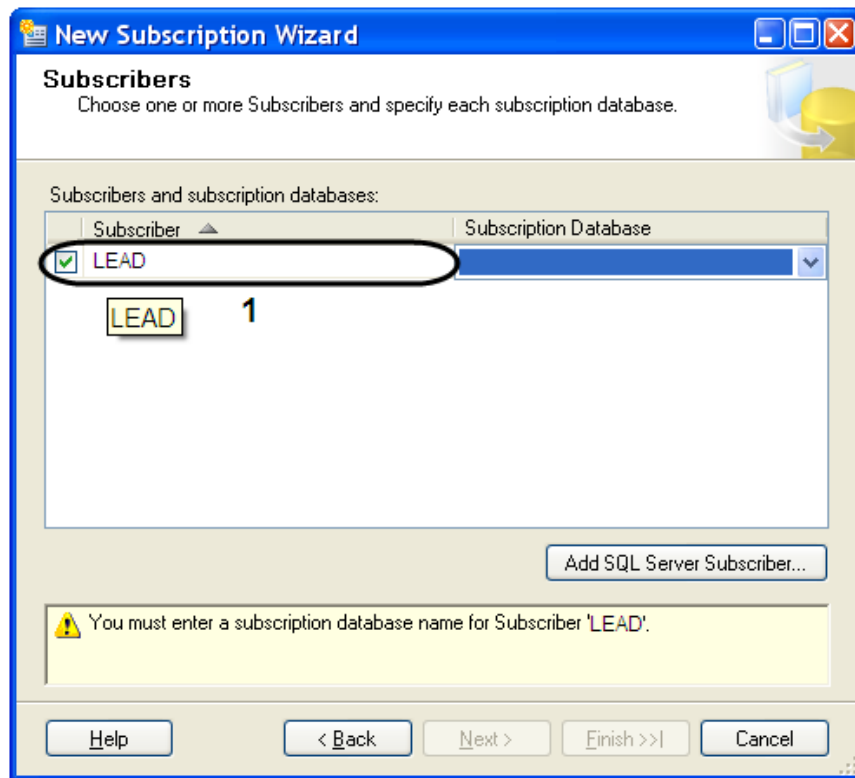 New Subscription Wizard
Subscribers
Choose one or more Subscribers and specify each subscription database.
Subscribers and subscription databases:
Subscriber Subscription Database
LEAD
LEAD 1
Add SQL Server Subscriber...
You must enter a subscription database name for Subscriber 'LEAD'.
Help < Back Next > Finish >>| Cancel